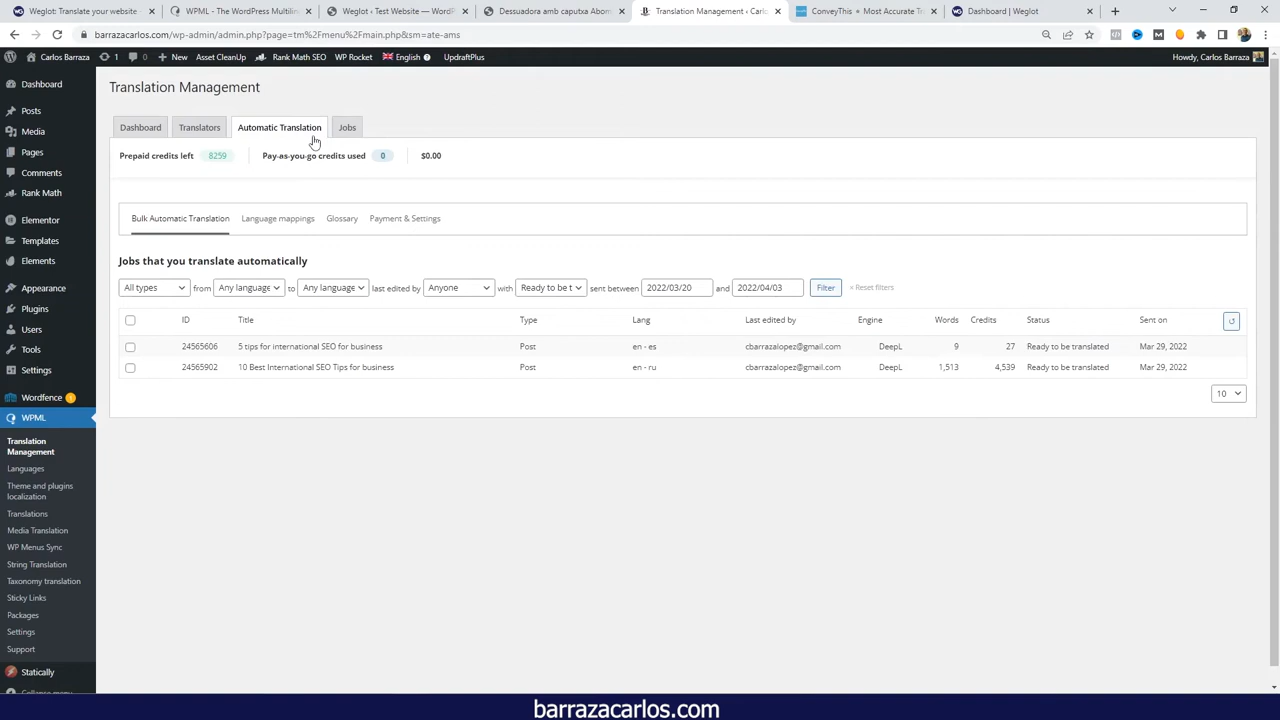 Weglot: Translate your website
WPML - The WordPress Multilin
Weglot ‹ Test Website — WordPr
Dessuadora amb caputxa Abom
Translation Management ‹ Carlo
ConveyThis • Most Accurate Tr
Dashboard | Weglot
barrazacarlos.com/wp-admin/admin.php?page=tm%2Fmenu%2Fmain.php&sm=ate-ams
Carlos Barraza 1 0 New Asset CleanUp Rank Math SEO WP Rocket English UpdraftPlus Howdy, Carlos Barraza
Dashboard
Posts
Media
Pages
Comments
Rank Math
Elementor
Templates
Elements
Appearance
Plugins
Users
Tools
Settings
Wordfence 1
WPML
Translation
Management
Languages
Theme and plugins
localization
Translations
Media Translation
WP Menus Sync
String Translation
Taxonomy translation
Sticky Links
Packages
Settings
Support
Statically
Collapse menu
Translation Management
Dashboard Translators Automatic Translation Jobs
Prepaid credits left 8259 Pay-as-you-go credits used 0 $0.00
Bulk Automatic Translation Language mappings Glossary Payment & Settings
Jobs that you translate automatically
All types from Any language to Any language last edited by Anyone with Ready to be t sent between 2022/03/20 and 2022/04/03 Filter × Reset filters
ID Title Type Lang Last edited by Engine Words Credits Status Sent on
24565606 5 tips for international SEO for business Post en - es cbarrazalopez@gmail.com DeepL 9 27 Ready to be translated Mar 29, 2022
24565902 10 Best International SEO Tips for business Post en - ru cbarrazalopez@gmail.com DeepL 1,513 4,539 Ready to be translated Mar 29, 2022
10
barrazacarlos.com